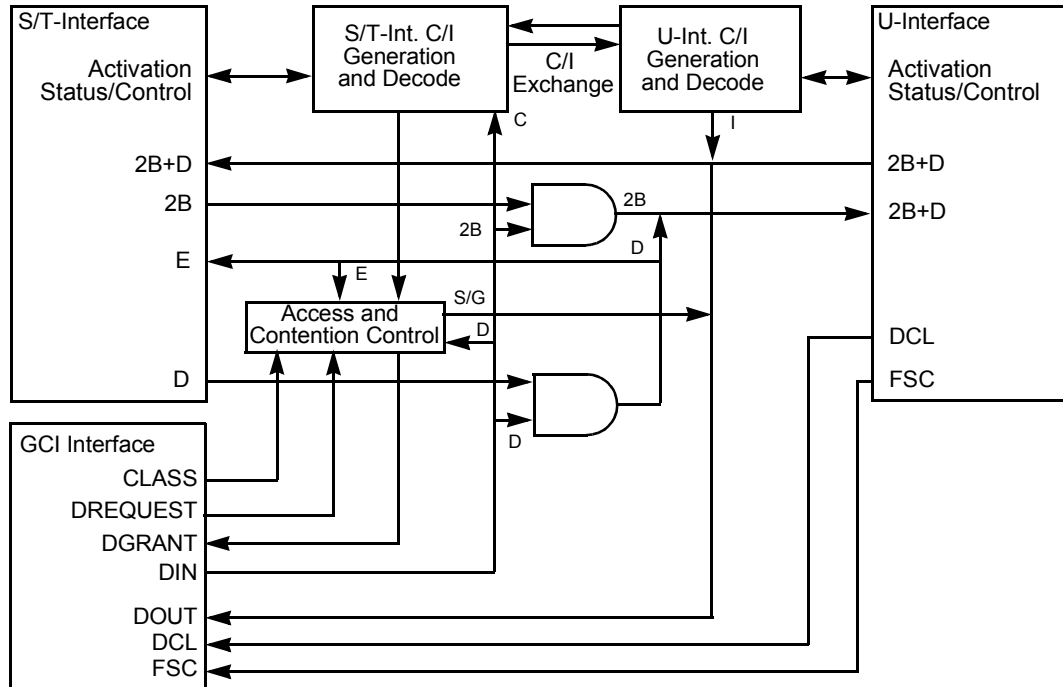 S/T-Interface
Activation
Status/Control
2B+D
2B
E
D
S/T-Int. C/I
Generation
and Decode
C/I
Exchange
U-Int. C/I
Generation
and Decode
U-Interface
Activation
Status/Control
2B+D
2B+D
DCL
FSC
C
I
2B
2B
D
E
S/G
Access and
Contention Control
D
D
GCI Interface
CLASS
DREQUEST
DGRANT
DIN
DOUT
DCL
FSC